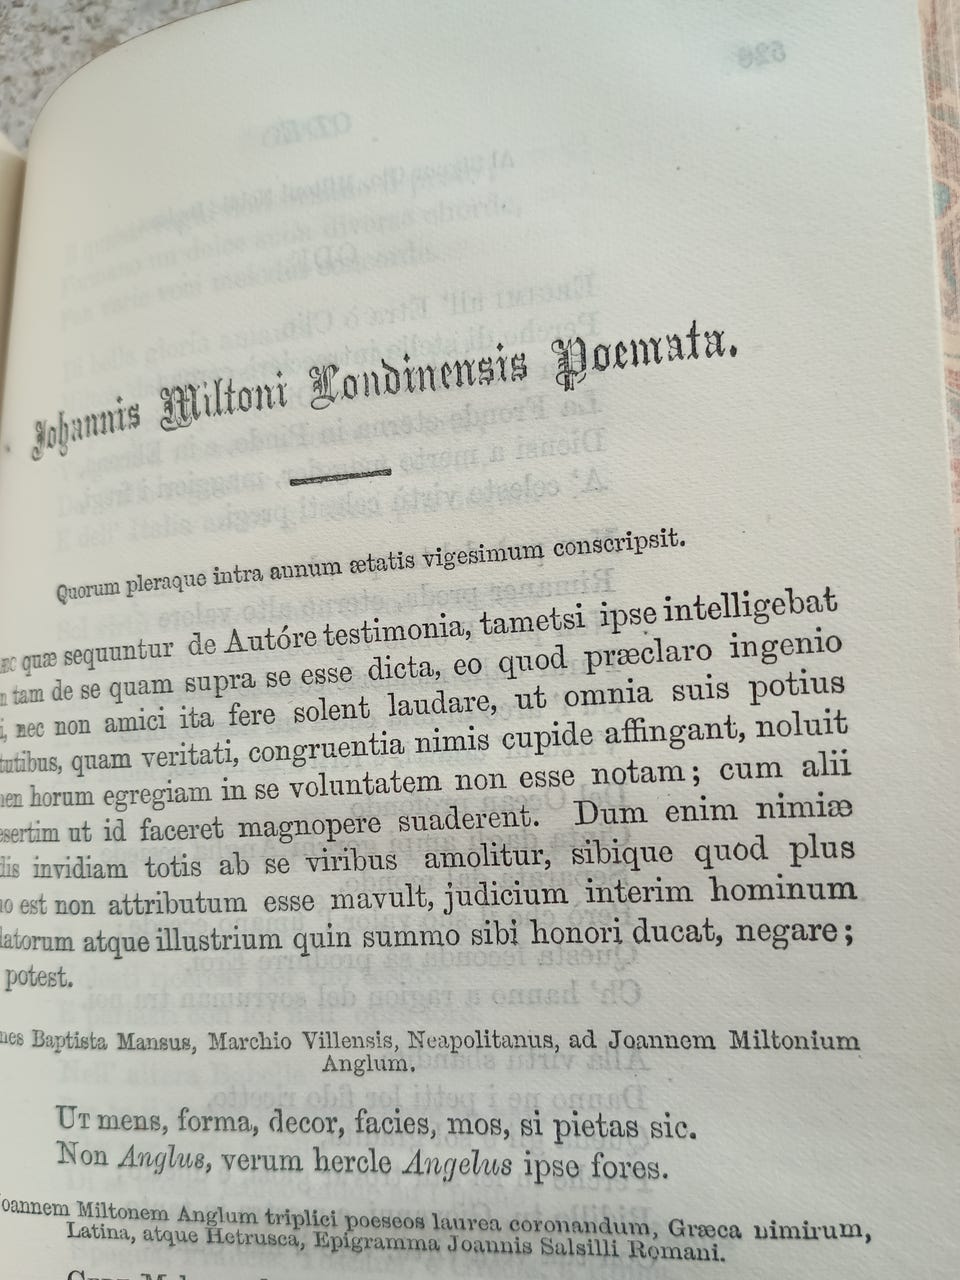 Johannis Miltoni Londinensis Poemata.
Quorum pleraque intra annum ætatis vigesimum conscripsit.
quæ sequuntur de Autóre testimonia, tametsi ipse intelligebat
tam de se quam supra se esse dicta, eo quod præclaro ingenio
nec non amici ita fere solent laudare, ut omnia suis potius
tutibus, quam veritati, congruentia nimis cupide affingant, noluit
men horum egregiam in se voluntatem non esse notam; cum alii
esertim ut id faceret magnopere suaderent. Dum enim nimiæ
dis invidiam totis ab se viribus amolitur, sibique quod plus
no est non attributum esse mavult, judicium interim hominum
datorum atque illustrium quin summo sibi honori ducat, negare;
potest.
nes Baptista Mansus, Marchio Villensis, Neapolitanus, ad Joannem Miltonium
Anglum.
UT mens, forma, decor, facies, mos, si pietas sic.
Non Anglus, verum hercle Angelus ipse fores.
Joannem Miltonem Anglum triplici poeseos laurea coronandum, Græca nimirum,
Latina, atque Hetrusca, Epigramma Joannis Salsilli Romani.